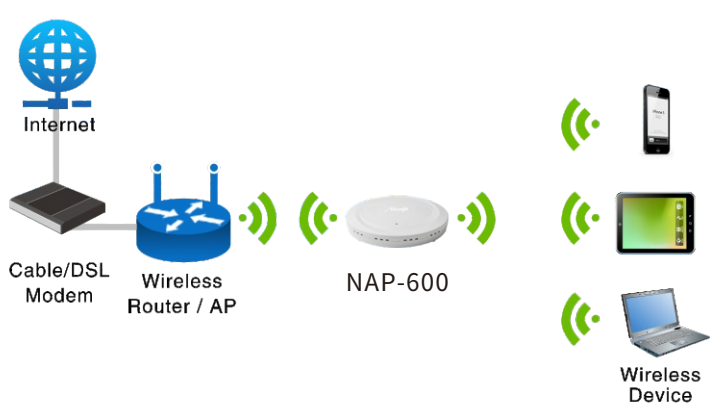 Internet
Cable/DSL
Modem
Wireless
Router / AP
NAP-600
Wireless
Device